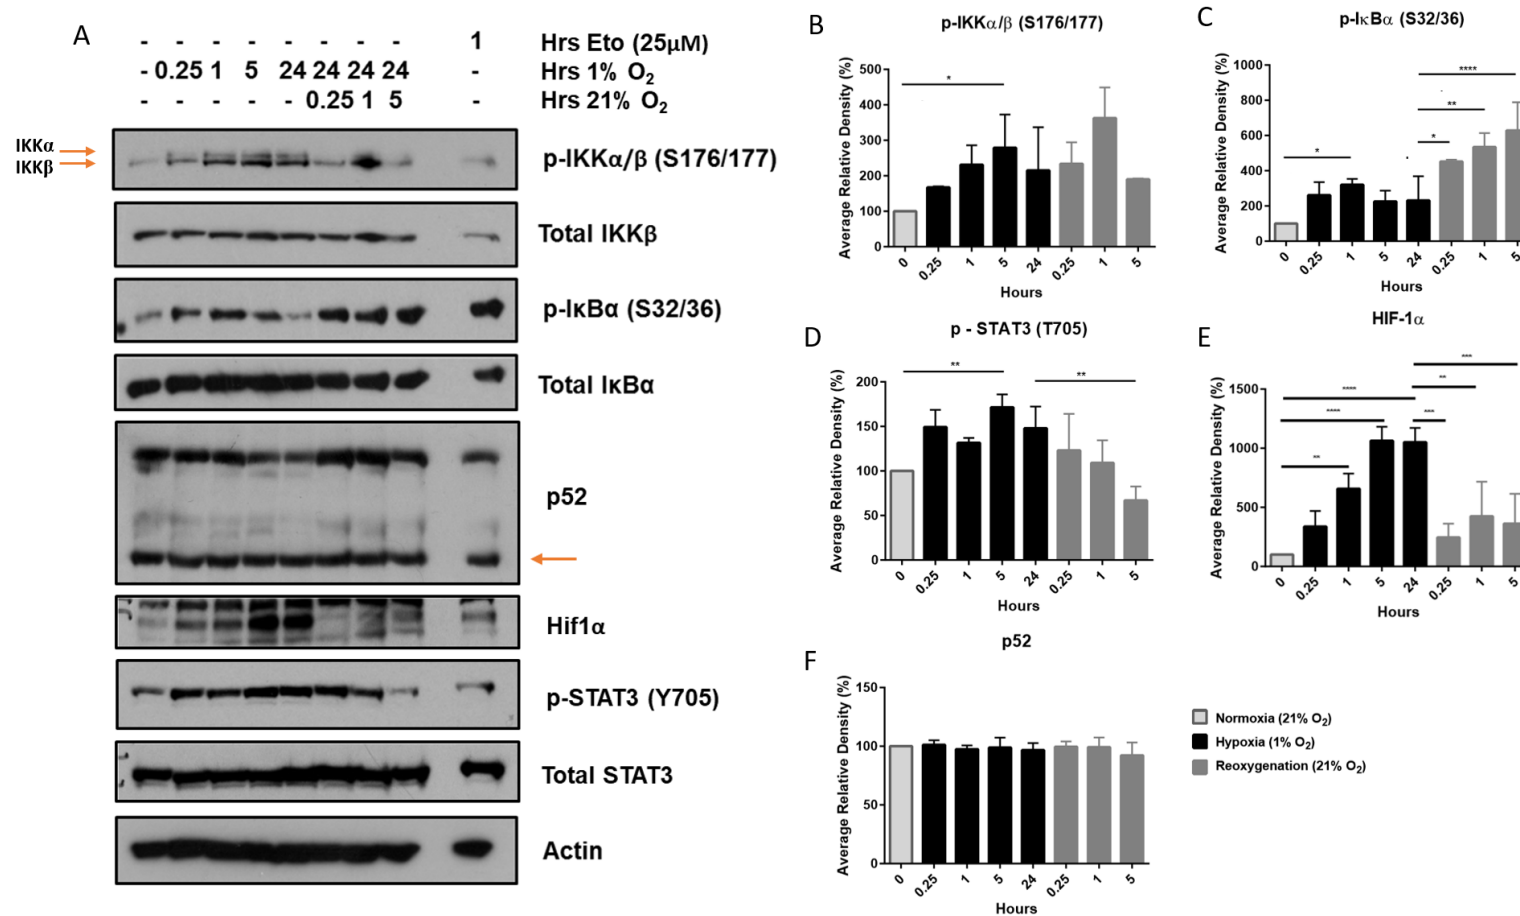 A
- - - - - - - - 1 Hrs Eto (25µM)
- 0.25 1 5 24 24 24 24 - Hrs 1% O₂
- - - - - 0.25 1 5 - Hrs 21% O₂
IKKα
IKKβ
p-IKKα/β (S176/177)
Total IKKβ
p-IκBα (S32/36)
Total IκBα
p52
Hif1α
p-STAT3 (Y705)
Total STAT3
Actin
B
p-IKKα/β (S176/177)
Average Relative Density (%)
500
400
300
200
100
0
*
0 0.25 1 5 24 0.25 1 5
Hours
C
p-IκBα (S32/36)
Average Relative Density (%)
1000
800
600
400
200
0
****
**
*
*
0 0.25 1 5 24 0.25 1 5
Hours
D
p - STAT3 (T705)
Average Relative Density (%)
200
150
100
50
0
** **
0 0.25 1 5 24 0.25 1 5
Hours
E
HIF-1α
Average Relative Density (%)
1500
1000
500
0
***
**
****
**** ***
**
0 0.25 1 5 24 0.25 1 5
Hours
F
p52
Average Relative Density (%)
150
100
50
0
0 0.25 1 5 24 0.25 1 5
Hours
Normoxia (21% O₂)
Hypoxia (1% O₂)
Reoxygenation (21% O₂)